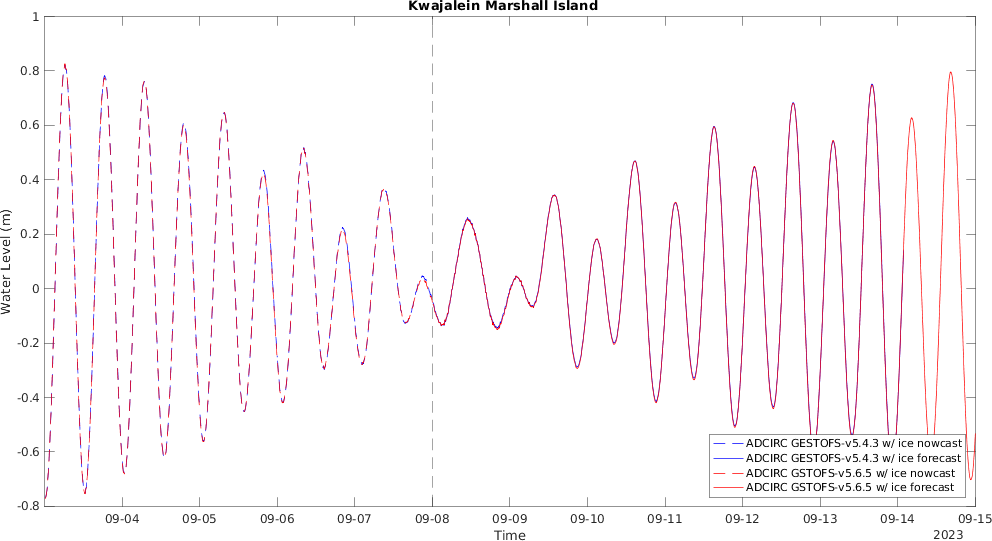 Kwajalein Marshall Island
1
0.8
0.6
0.4
0.2
0
-0.2
-0.4
-0.6
-0.8
Water Level (m)
ADCIRC GESTOFS-v5.4.3 w/ ice nowcast
ADCIRC GESTOFS-v5.4.3 w/ ice forecast
ADCIRC GSTOFS-v5.6.5 w/ ice nowcast
ADCIRC GSTOFS-v5.6.5 w/ ice forecast
09-04 09-05 09-06 09-07 09-08 09-09 09-10 09-11 09-12 09-13 09-14 09-15
Time
2023